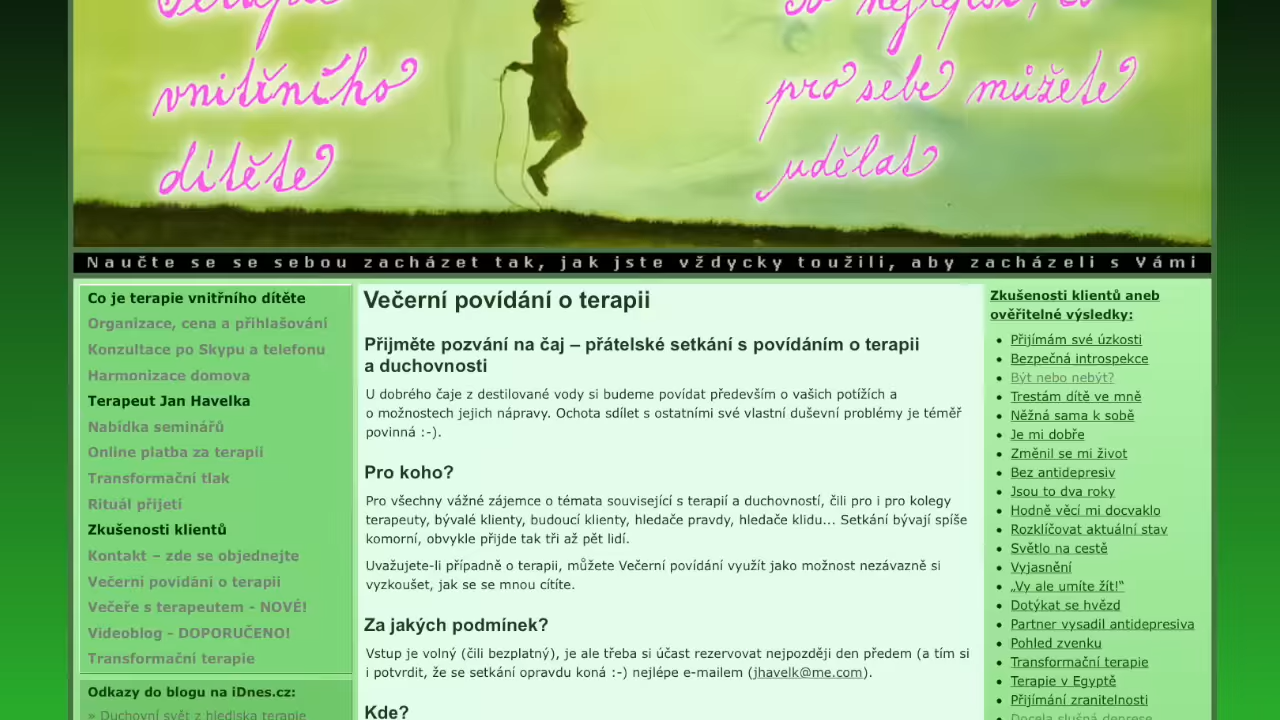 Terapie
vnitřního
dítěte
to nejlepší, co
pro sebe můžete
udělat
Naučte se se sebou zacházet tak, jak jste vždycky toužili, aby zacházeli s Vámi
Co je terapie vnitřního dítěte
Organizace, cena a přihlašování
Konzultace po Skypu a telefonu
Harmonizace domova
Terapeut Jan Havelka
Nabídka seminářů
Online platba za terapii
Transformační tlak
Rituál přijetí
Zkušenosti klientů
Kontakt – zde se objednejte
Večerní povídání o terapii
Večeře s terapeutem - NOVÉ!
Videoblog - DOPORUČENO!
Transformační terapie
Odkazy do blogu na iDnes.cz:
» Duchovní svět z hlediska terapie
Večerní povídání o terapii
Přijměte pozvání na čaj – přátelské setkání s povídáním o terapii
a duchovnosti
U dobrého čaje z destilované vody si budeme povídat především o vašich potížích a
o možnostech jejich nápravy. Ochota sdílet s ostatními své vlastní duševní problémy je téměř
povinná :-).
Pro koho?
Pro všechny vážné zájemce o témata související s terapií a duchovností, čili pro i pro kolegy
terapeuty, bývalé klienty, budoucí klienty, hledače pravdy, hledače klidu... Setkání bývají spíše
komorní, obvykle přijde tak tři až pět lidí.
Uvažujete-li případně o terapii, můžete Večerní povídání využít jako možnost nezávazně si
vyzkoušet, jak se se mnou cítíte.
Za jakých podmínek?
Vstup je volný (čili bezplatný), je ale třeba si účast rezervovat nejpozději den předem (a tím si
i potvrdit, že se setkání opravdu koná :-) nejlépe e-mailem (jhavelk@me.com).
Kde?
Zkušenosti klientů aneb
ověřitelné výsledky:
Přijímám své úzkosti
Bezpečná introspekce
Být nebo nebýt?
Trestám dítě ve mně
Něžná sama k sobě
Je mi dobře
Změnil se mi život
Bez antidepresiv
Jsou to dva roky
Hodně věcí mi docvaklo
Rozklíčovat aktuální stav
Světlo na cestě
Vyjasnění
„Vy ale umíte žít!“
Dotýkat se hvězd
Partner vysadil antidepresiva
Pohled zvenku
Transformační terapie
Terapie v Egyptě
Přijímání zranitelnosti
Docela slušná deprese